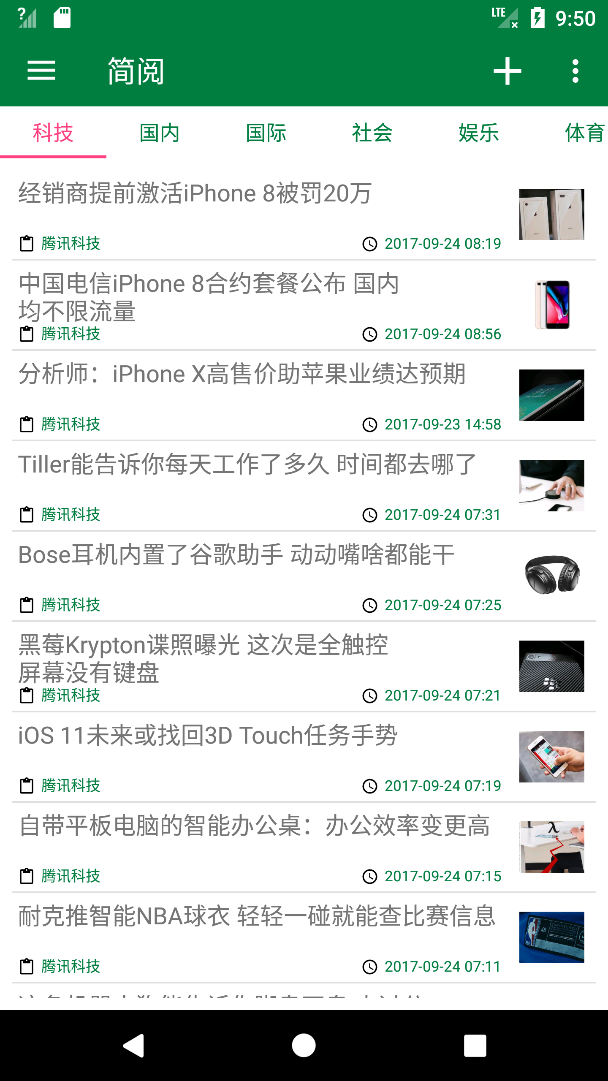 LTE 9:50
简阅
科技 国内 国际 社会 娱乐 体育
经销商提前激活iPhone 8被罚20万
腾讯科技 2017-09-24 08:19
中国电信iPhone 8合约套餐公布 国内
均不限流量
腾讯科技 2017-09-24 08:56
分析师：iPhone X高售价助苹果业绩达预期
腾讯科技 2017-09-23 14:58
Tiller能告诉你每天工作了多久 时间都去哪了
腾讯科技 2017-09-24 07:31
Bose耳机内置了谷歌助手 动动嘴啥都能干
腾讯科技 2017-09-24 07:25
黑莓Krypton谍照曝光 这次是全触控
屏幕没有键盘
腾讯科技 2017-09-24 07:21
iOS 11未来或找回3D Touch任务手势
腾讯科技 2017-09-24 07:19
自带平板电脑的智能办公桌：办公效率变更高
腾讯科技 2017-09-24 07:15
耐克推智能NBA球衣 轻轻一碰就能查比赛信息
腾讯科技 2017-09-24 07:11